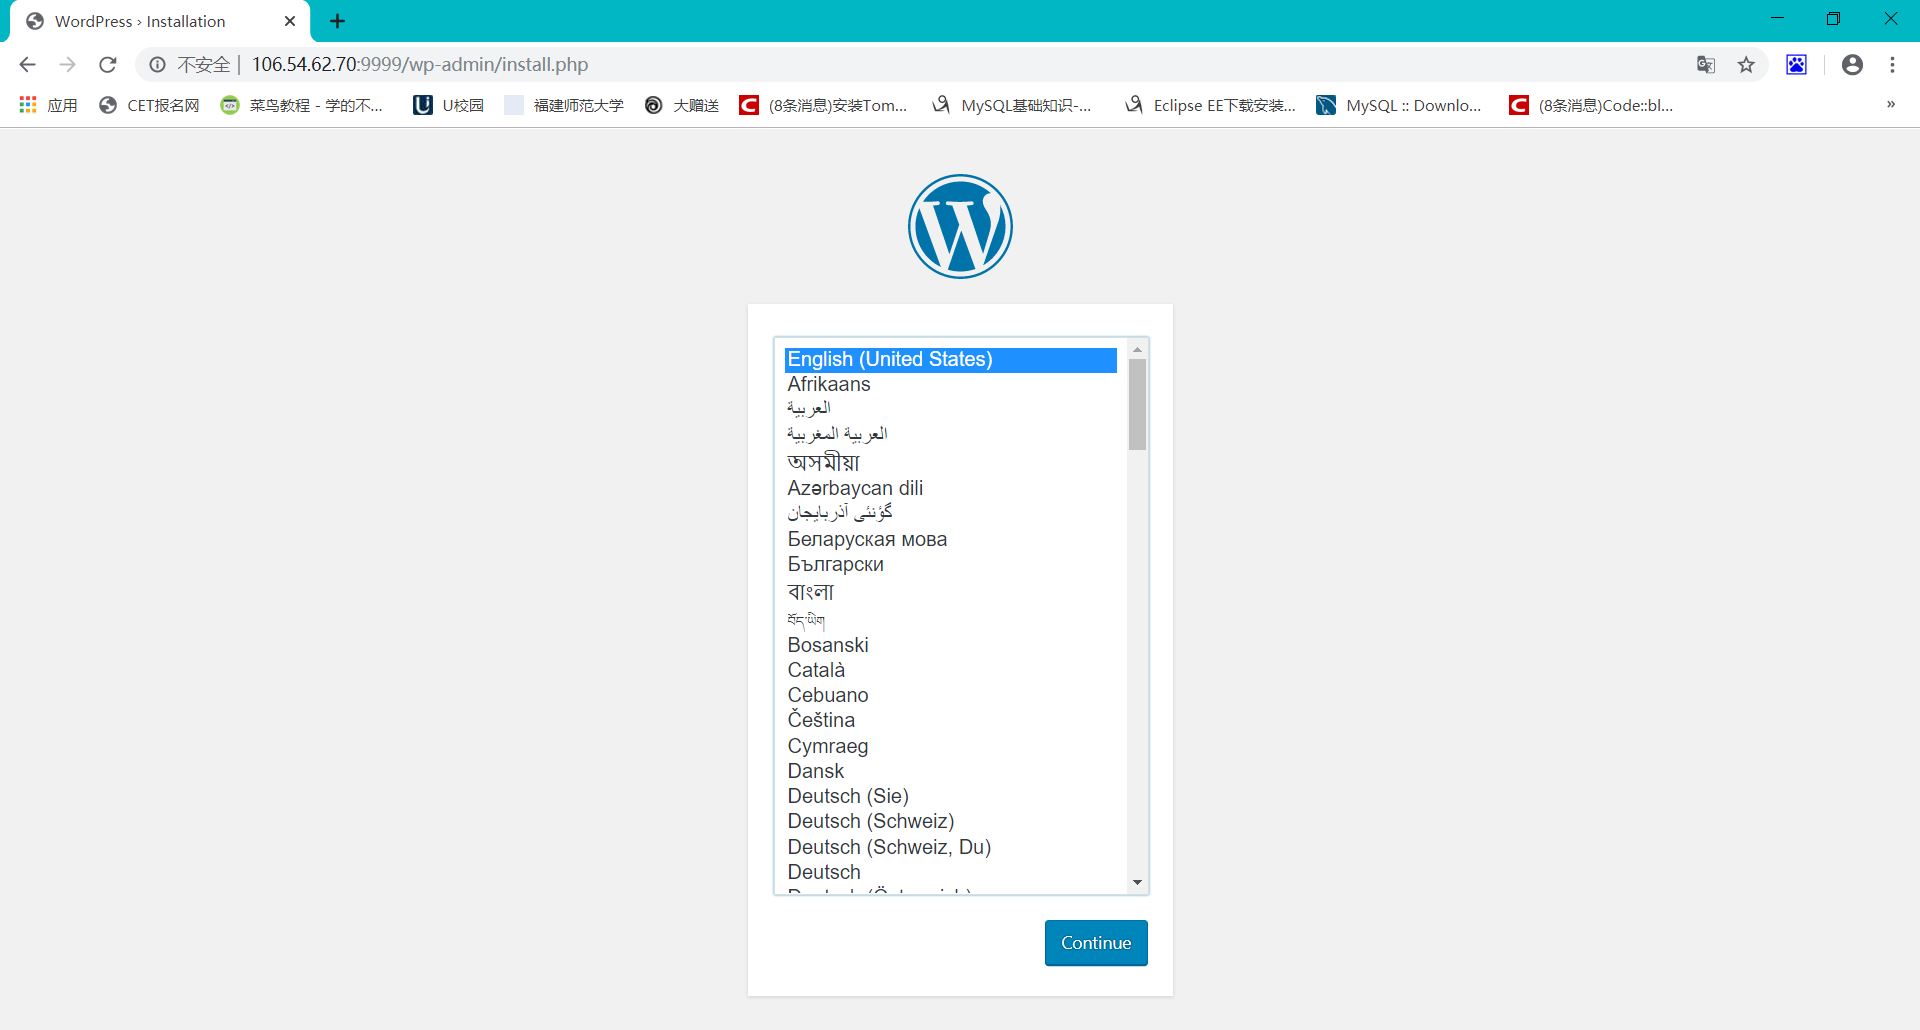 WordPress › Installation
不安全 | 106.54.62.70:9999/wp-admin/install.php
应用 CET报名网 菜鸟教程 - 学的不... U校园 福建师范大学 大赠送 (8条消息)安装Tom... MySQL基础知识-... Eclipse EE下载安装... MySQL :: Downlo... (8条消息)Code::bl... »
English (United States)
Afrikaans
العربية
العربية المغربية
অসমীয়া
Azərbaycan dili
گؤنئی آذربایجان
Беларуская мова
Български
বাংলা
བོད་ཡིག
Bosanski
Català
Cebuano
Čeština
Cymraeg
Dansk
Deutsch (Sie)
Deutsch (Schweiz)
Deutsch (Schweiz, Du)
Deutsch
Continue